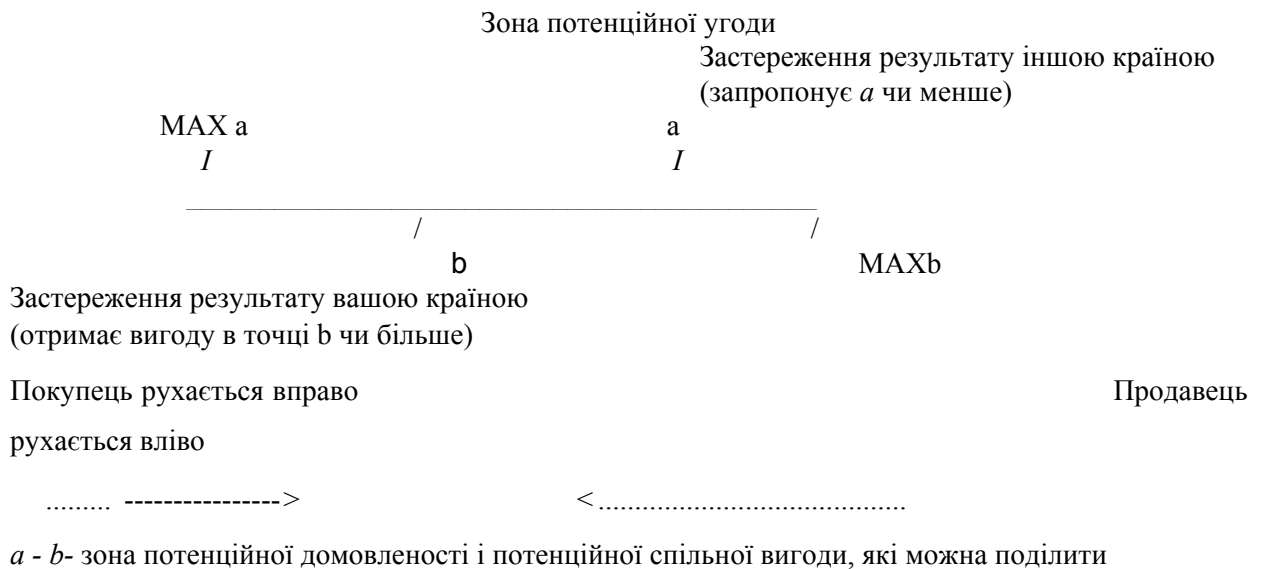 Зона потенційної угоди
Застереження результату іншою країною
(запропонує a чи менше)
MAX a a
I I
___________________________________________
/ /
b MAXb
Застереження результату вашою країною
(отримає вигоду в точці b чи більше)
Покупець рухається вправо Продавець
рухається вліво
......... ----------------> <..........................................
a - b- зона потенційної домовленості і потенційної спільної вигоди, які можна поділити